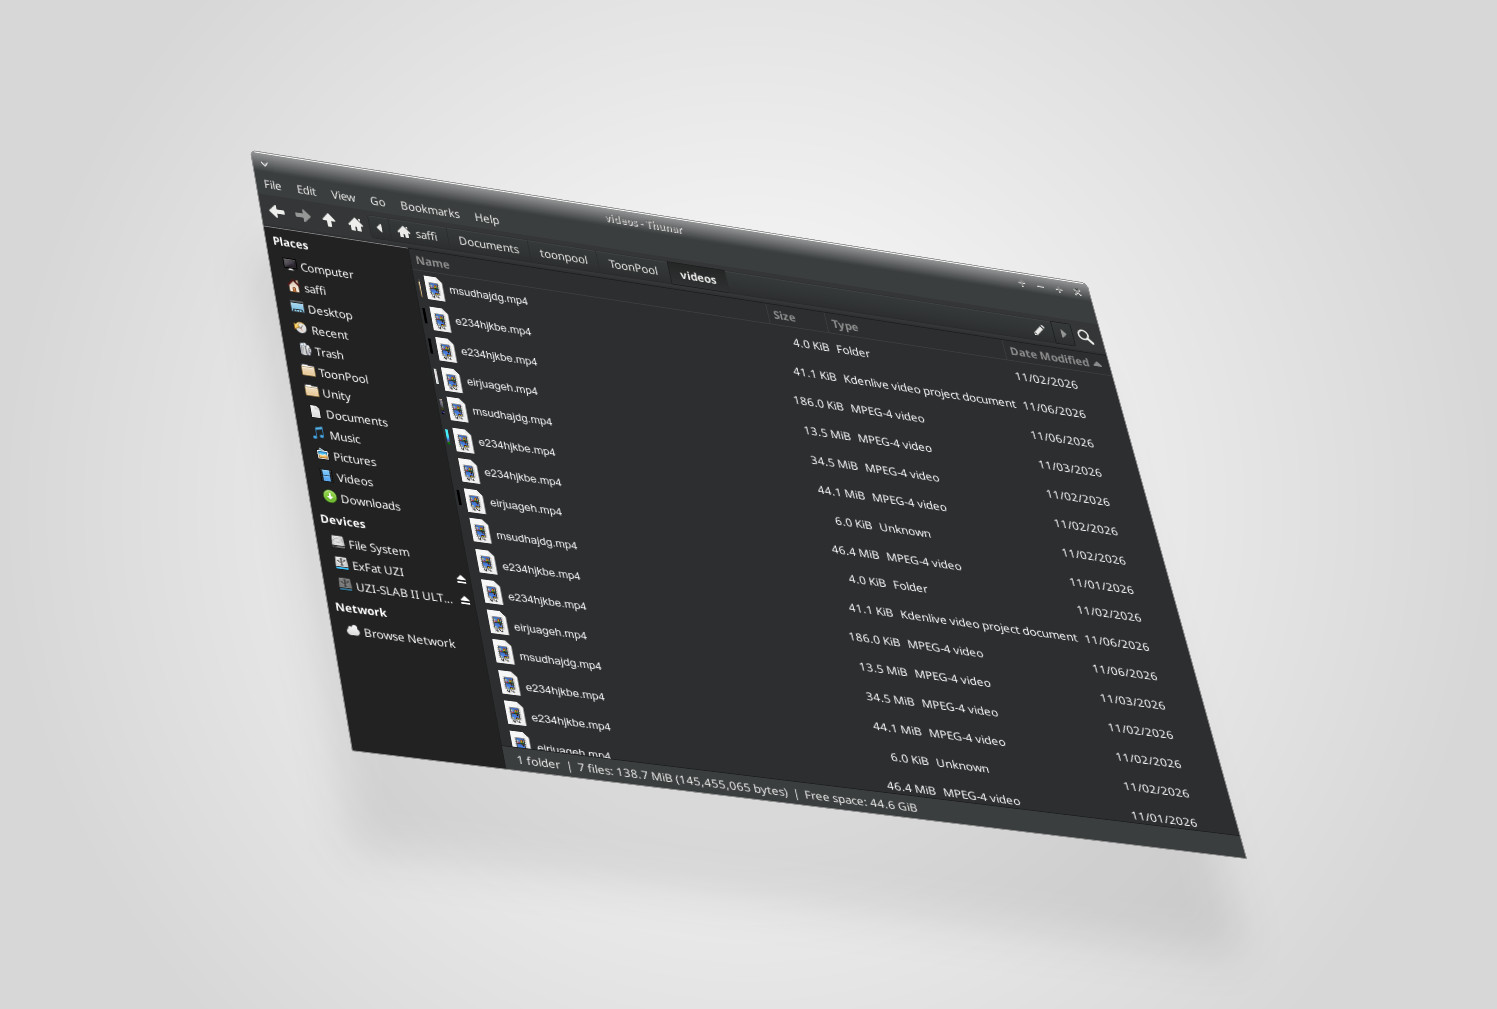 videos - Thunar
File Edit View Go Bookmarks Help
saffi Documents toonpool ToonPool videos
Places
Computer
saffi
Desktop
Recent
Trash
ToonPool
Unity
Documents
Music
Pictures
Videos
Downloads
Devices
File System
ExFat UZI
UZI-SLAB II ULT...
Network
Browse Network
Name Size Type Date Modified
msudhajdg.mp4 4.0 KiB Folder 11/02/2026
e234hjkbe.mp4 41.1 KiB Kdenlive video project document 11/06/2026
e234hjkbe.mp4 186.0 KiB MPEG-4 video 11/06/2026
eirjuageh.mp4 13.5 MiB MPEG-4 video 11/03/2026
msudhajdg.mp4 34.5 MiB MPEG-4 video 11/02/2026
e234hjkbe.mp4 44.1 MiB MPEG-4 video 11/02/2026
e234hjkbe.mp4 6.0 KiB Unknown 11/02/2026
eirjuageh.mp4 46.4 MiB MPEG-4 video 11/01/2026
msudhajdg.mp4 4.0 KiB Folder 11/02/2026
e234hjkbe.mp4 41.1 KiB Kdenlive video project document 11/06/2026
e234hjkbe.mp4 186.0 KiB MPEG-4 video 11/06/2026
eirjuageh.mp4 13.5 MiB MPEG-4 video 11/03/2026
msudhajdg.mp4 34.5 MiB MPEG-4 video 11/02/2026
e234hjkbe.mp4 44.1 MiB MPEG-4 video 11/02/2026
e234hjkbe.mp4 6.0 KiB Unknown 11/02/2026
eirjuageh.mp4 46.4 MiB MPEG-4 video 11/01/2026
1 folder | 7 files: 138.7 MiB (145,455,065 bytes) | Free space: 44.6 GiB